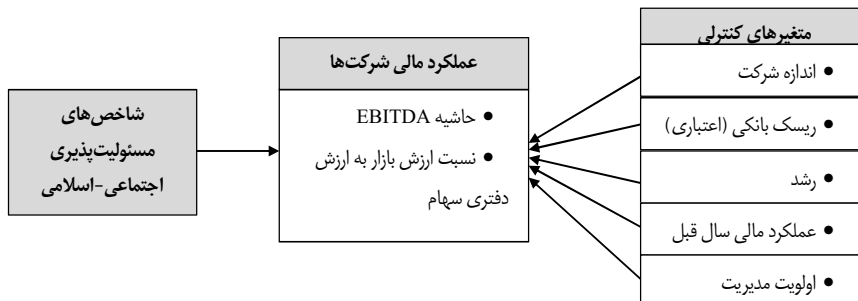 متغیرهای کنترلی
• اندازه شرکت
• ریسک بانکی (اعتباری)
• رشد
• عملکرد مالی سال قبل
• اولویت مدیریت
عملکرد مالی شرکت‌ها
• حاشیه EBITDA
• نسبت ارزش بازار به ارزش
دفتری سهام
شاخص‌های
مسئولیت‌پذیری
اجتماعی-اسلامی